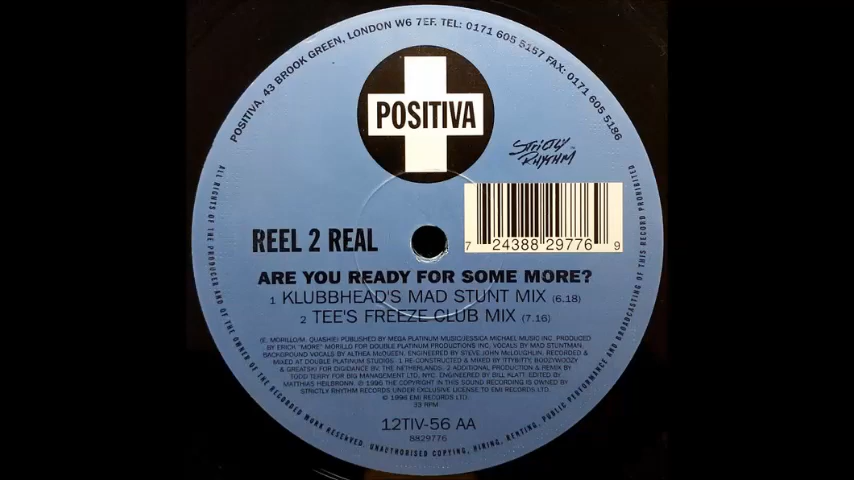 POSITIVA, 43 BROOK GREEN, LONDON W6 7EF. TEL: 0171 605 5157 FAX: 0171 605 5186
POSITIVA
STRICTLY RHYTHM
7 24388 29776 9
REEL 2 REAL
ARE YOU READY FOR SOME MORE?
1 KLUBBHEAD'S MAD STUNT MIX (6.18)
2 TEE'S FREEZE CLUB MIX (7.16)
(E. MORILLO/M. QUASHIE) PUBLISHED BY MEGA PLATINUM MUSIC/JESSICA MICHAEL MUSIC INC. PRODUCED
BY ERICK "MORE" MORILLO FOR DOUBLE PLATINUM PRODUCTIONS INC. VOCALS BY MAD STUNTMAN.
BACKGROUND VOCALS BY ALTHEA McQUEEN. ENGINEERED BY STEVE JOHN McLOUGHLIN. RECORDED &
MIXED AT DOUBLE PLATINUM STUDIOS. 1 RE-CONSTRUCTED & MIXED BY ITTYBITTY, BOOZYWOOZY
& GREATSKI FOR DIGIDANCE BV, THE NETHERLANDS. 2 ADDITIONAL PRODUCTION & REMIX BY
TODD TERRY FOR BIG MANAGEMENT LTD, NYC. ENGINEERED BY BILL KLATT. EDITED BY
MATTHIAS HEILBRONN. ℗ 1996 THE COPYRIGHT IN THIS SOUND RECORDING IS OWNED BY
STRICTLY RHYTHM RECORDS UNDER EXCLUSIVE LICENSE TO EMI RECORDS LTD.
© 1996 EMI RECORDS LTD.
33 RPM
12TIV-56 AA
8829776
ALL RIGHTS OF THE PRODUCER AND OF THE OWNER OF THE RECORDED WORK RESERVED. UNAUTHORISED COPYING, HIRING, RENTING, PUBLIC PERFORMANCE AND BROADCASTING OF THIS RECORD PROHIBITED